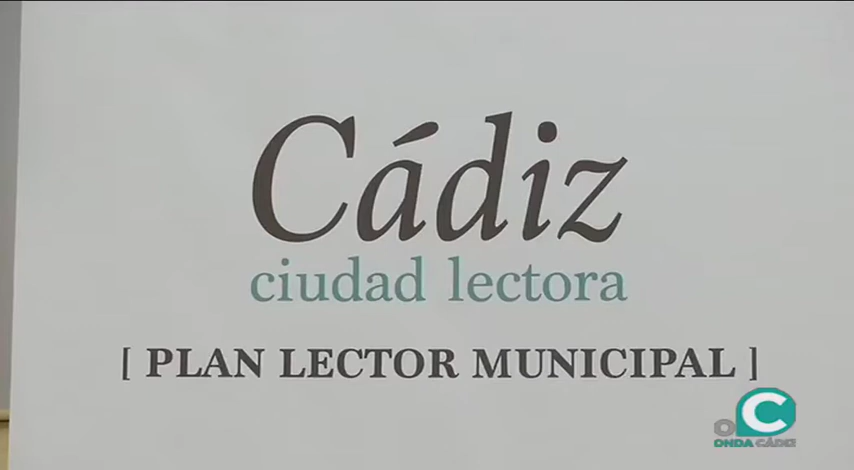 Cádiz
ciudad lectora
[ PLAN LECTOR MUNICIPAL ]
ONDA CÁDIZ